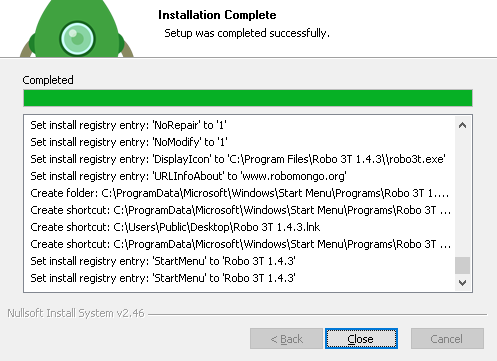 Installation Complete
Setup was completed successfully.
Completed
Set install registry entry: 'NoRepair' to '1'
Set install registry entry: 'NoModify' to '1'
Set install registry entry: 'DisplayIcon' to 'C:\Program Files\Robo 3T 1.4.3\\robo3t.exe'
Set install registry entry: 'URLInfoAbout' to 'www.robomongo.org'
Create folder: C:\ProgramData\Microsoft\Windows\Start Menu\Programs\Robo 3T 1....
Create shortcut: C:\ProgramData\Microsoft\Windows\Start Menu\Programs\Robo 3T ...
Create shortcut: C:\Users\Public\Desktop\Robo 3T 1.4.3.lnk
Create shortcut: C:\ProgramData\Microsoft\Windows\Start Menu\Programs\Robo 3T ...
Set install registry entry: 'StartMenu' to 'Robo 3T 1.4.3'
Set install registry entry: 'StartMenu' to 'Robo 3T 1.4.3'
Nullsoft Install System v2.46
< Back Close Cancel